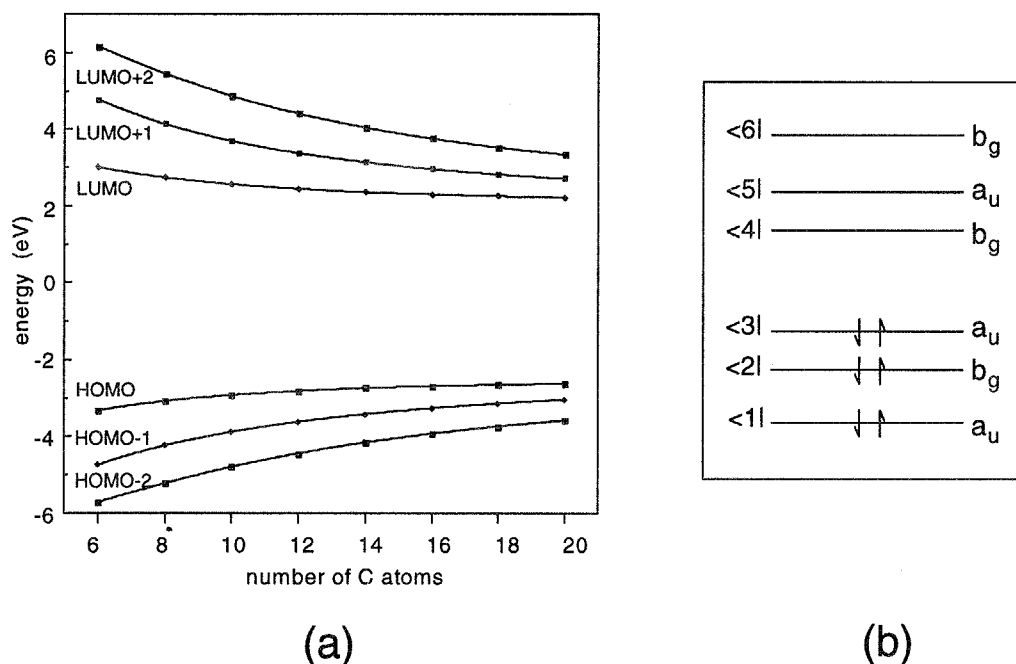 6
4
2
0
-2
-4
-6
energy (eV)
LUMO+2
LUMO+1
LUMO
HOMO
HOMO-1
HOMO-2
6 8 10 12 14 16 18 20
number of C atoms
(a)
<6| b_g
<5| a_u
<4| b_g
<3| a_u
<2| b_g
<1| a_u
(b)